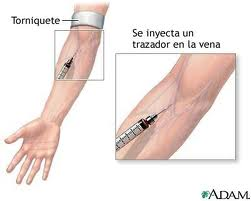 Torniquete
Se inyecta un
trazador en la vena
ADAM.